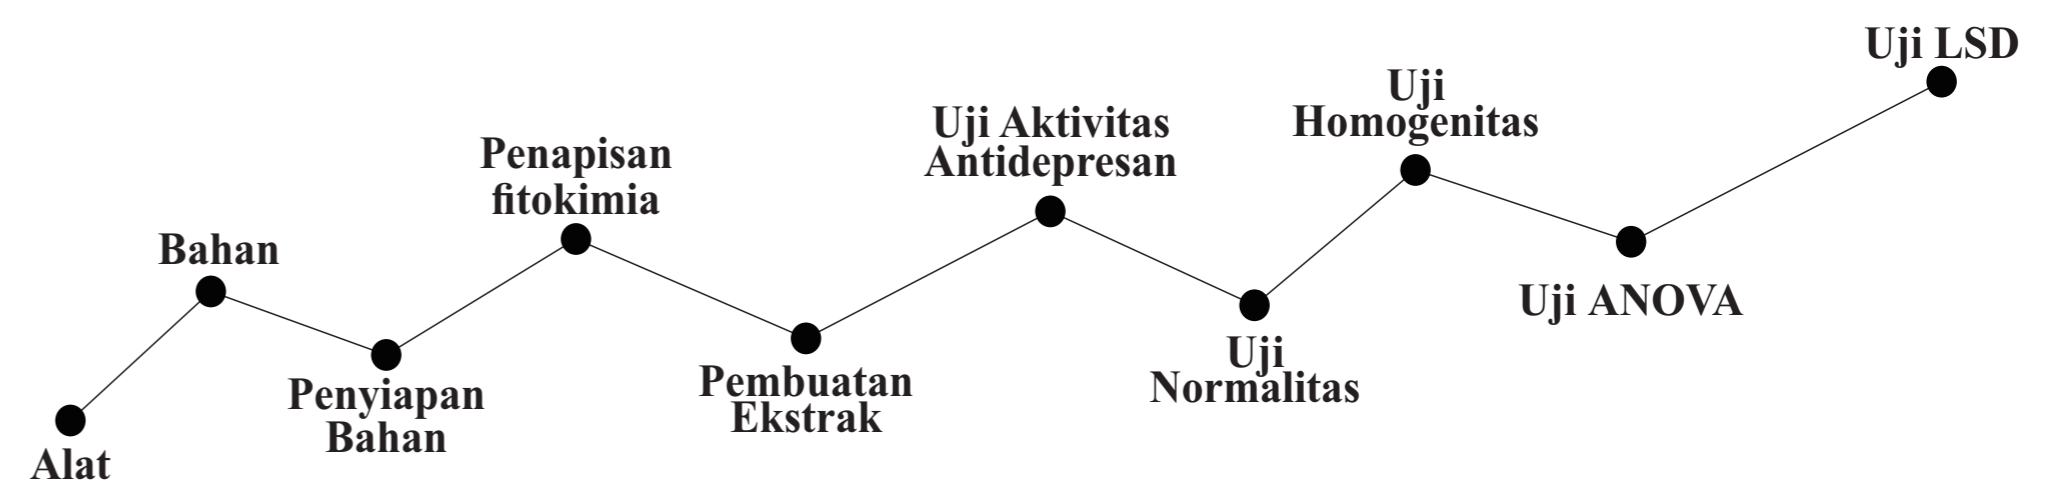 Alat
Bahan
Penyiapan
Bahan
Penapisan
fitokimia
Pembuatan
Ekstrak
Uji Aktivitas
Antidepresan
Uji
Normalitas
Uji
Homogenitas
Uji ANOVA
Uji LSD